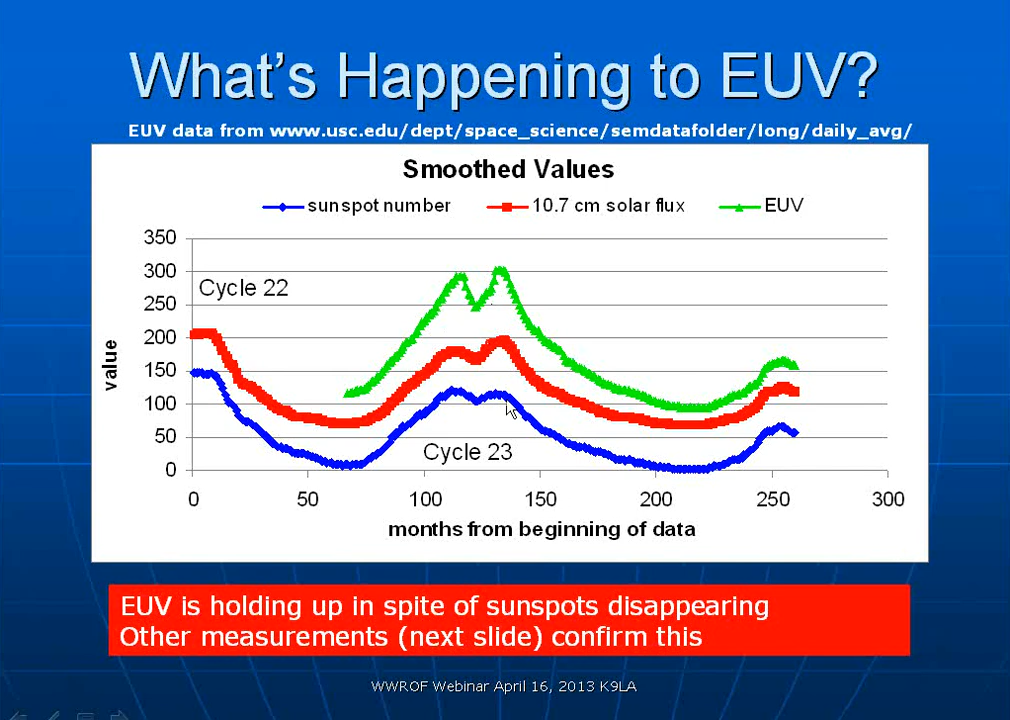 What's Happening to EUV?
EUV data from www.usc.edu/dept/space_science/semdatafolder/long/daily_avg/
Smoothed Values
sunspot number 10.7 cm solar flux EUV
350
300
250
200
150
100
50
0
value
Cycle 22
Cycle 23
0 50 100 150 200 250 300
months from beginning of data
EUV is holding up in spite of sunspots disappearing
Other measurements (next slide) confirm this
WWROF Webinar April 16, 2013 K9LA